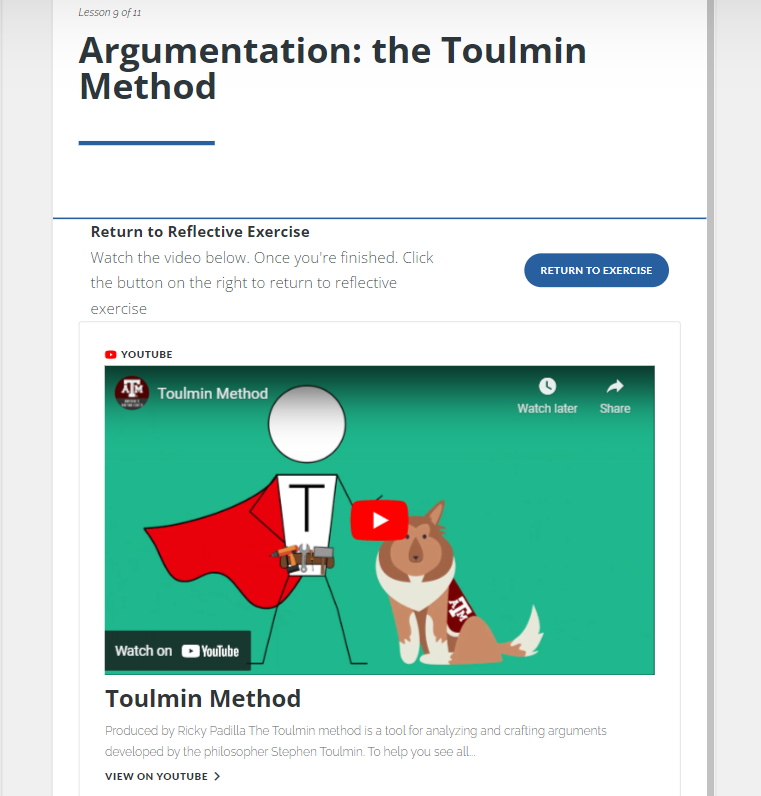 Lesson 9 of 11
Argumentation: the Toulmin
Method
Return to Reflective Exercise
Watch the video below. Once you're finished. Click
the button on the right to return to reflective
exercise
RETURN TO EXERCISE
YOUTUBE
ATM
Toulmin Method
Watch later
Share
T
ATM
Watch on YouTube
Toulmin Method
Produced by Ricky Padilla The Toulmin method is a tool for analyzing and crafting arguments
developed by the philosopher Stephen Toulmin. To help you see all...
VIEW ON YOUTUBE